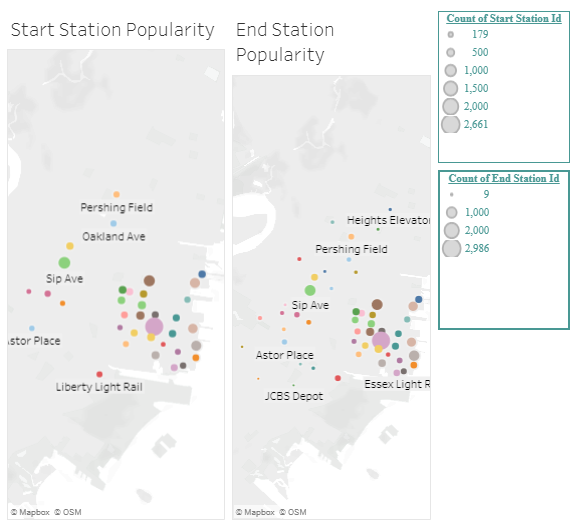 Start Station Popularity
Pershing Field
Oakland Ave
Sip Ave
stor Place
Liberty Light Rail
© Mapbox © OSM
End Station
Popularity
Heights Elevator
Pershing Field
Sip Ave
Astor Place
Essex Light R
JCBS Depot
© Mapbox © OSM
Count of Start Station Id
179
500
1,000
1,500
2,000
2,661
Count of End Station Id
9
1,000
2,000
2,986